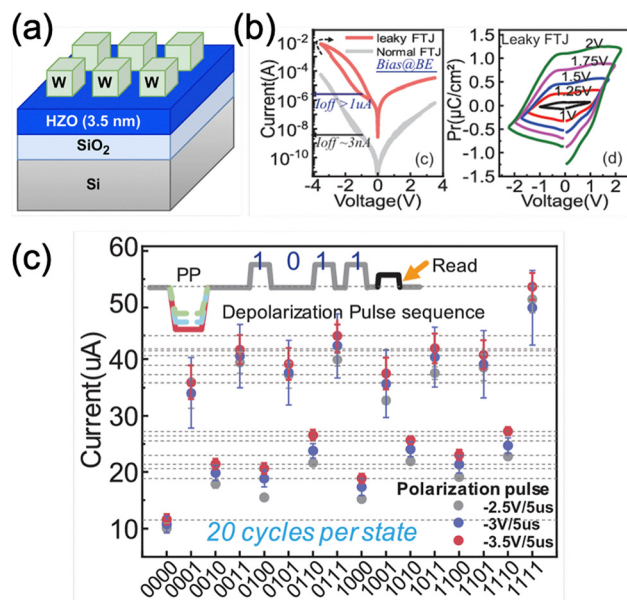 (a)
W W W
HZO (3.5 nm)
SiO₂
Si
(b)
Current(A)
10⁻²
10⁻⁴
10⁻⁶
10⁻⁸
10⁻¹⁰
leaky FTJ
Normal FTJ
Bias@BE
Ioff > 1uA
Ioff ~3nA
(c)
-4 -2 0 2 4
Voltage(V)
Pr(μC/cm²)
1.5
1.0
0.5
0.0
-0.5
-1.0
-1.5
Leaky FTJ
2V
1.75V
1.5V
1.25V
1V
(d)
-2 -1 0 1 2
Voltage(V)
(c)
Current(uA)
60
50
40
30
20
10
PP
1 0 1 1
Read
Depolarization Pulse sequence
Polarization pulse
-2.5V/5us
-3V/5us
-3.5V/5us
20 cycles per state
0000 0001 0010 0011 0100 0101 0110 0111 1000 1001 1010 1011 1100 1101 1110 1111